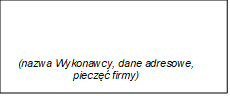 (nazwa Wykonawcy, dane adresowe,
pieczęć firmy)